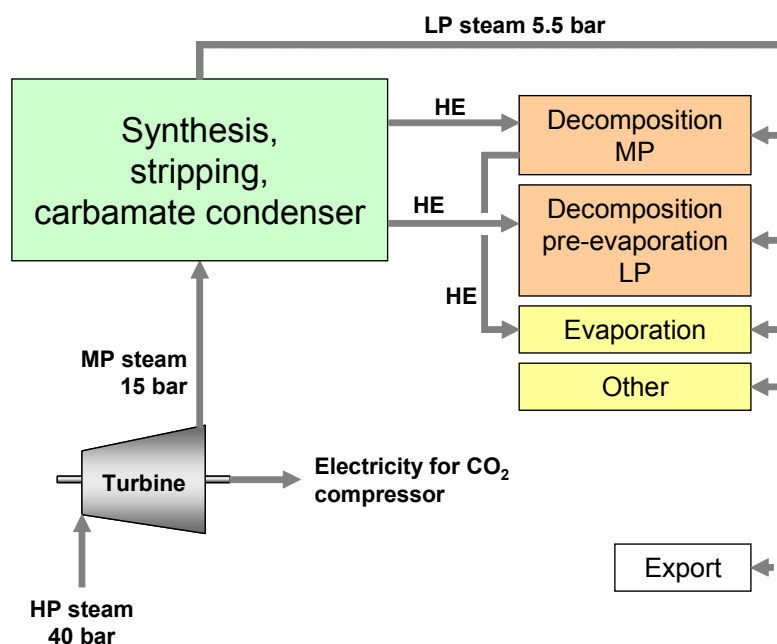 LP steam 5.5 bar
Synthesis,
stripping,
carbamate condenser
HE
Decomposition
MP
HE
Decomposition
pre-evaporation
LP
HE
Evaporation
MP steam
15 bar
Other
Turbine
Electricity for CO₂
compressor
Export
HP steam
40 bar